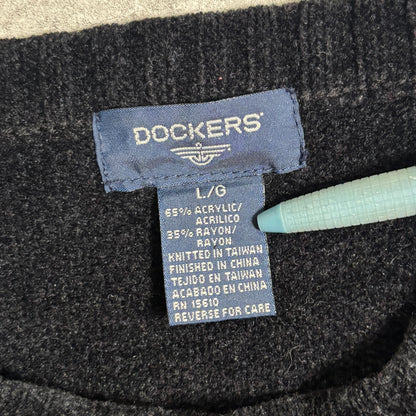 DOCKERS
L/G
65% ACRYLIC/
ACRILICO
35% RAYON/
RAYON
KNITTED IN TAIWAN
FINISHED IN CHINA
TEJIDO EN TAIWAN
ACABADO EN CHINA
RN 15610
REVERSE FOR CARE